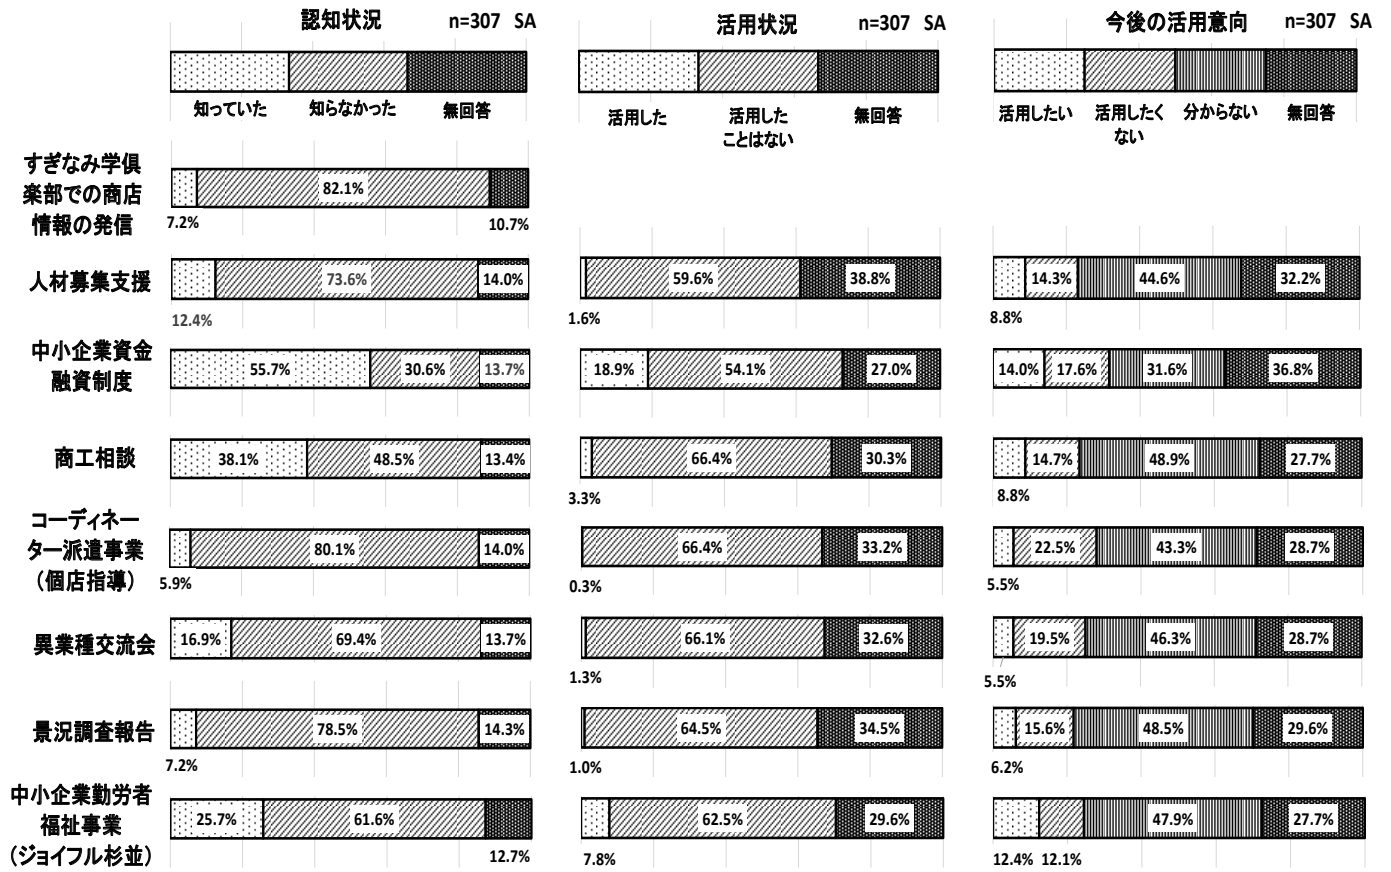 認知状況 n=307 SA
知っていた 知らなかった 無回答
活用状況 n=307 SA
活用した 活用した 無回答
ことはない
今後の活用意向 n=307 SA
活用したい 活用したく 分からない 無回答
ない
すぎなみ学倶
楽部での商店
情報の発信
82.1%
7.2% 10.7%
人材募集支援
73.6% 14.0%
12.4%
59.6% 38.8%
1.6%
14.3% 44.6% 32.2%
8.8%
中小企業資金
融資制度
55.7% 30.6% 13.7%
18.9% 54.1% 27.0%
14.0% 17.6% 31.6% 36.8%
商工相談
38.1% 48.5% 13.4%
66.4% 30.3%
3.3%
14.7% 48.9% 27.7%
8.8%
コーディネー
ター派遣事業
（個店指導）
80.1% 14.0%
5.9%
66.4% 33.2%
0.3%
22.5% 43.3% 28.7%
5.5%
異業種交流会
16.9% 69.4% 13.7%
66.1% 32.6%
1.3%
19.5% 46.3% 28.7%
5.5%
景況調査報告
78.5% 14.3%
7.2%
64.5% 34.5%
1.0%
15.6% 48.5% 29.6%
6.2%
中小企業勤労者
福祉事業
（ジョイフル杉並）
25.7% 61.6%
12.7%
62.5% 29.6%
7.8%
47.9% 27.7%
12.4% 12.1%